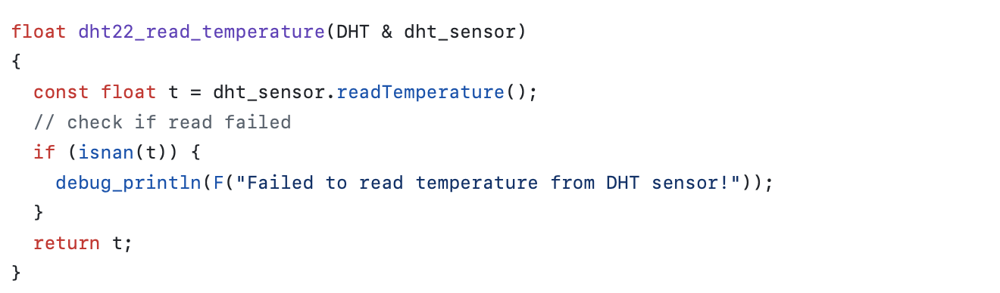 float dht22_read_temperature(DHT & dht_sensor)
{
  const float t = dht_sensor.readTemperature();
  // check if read failed
  if (isnan(t)) {
    debug_println(F("Failed to read temperature from DHT sensor!"));
  }
  return t;
}